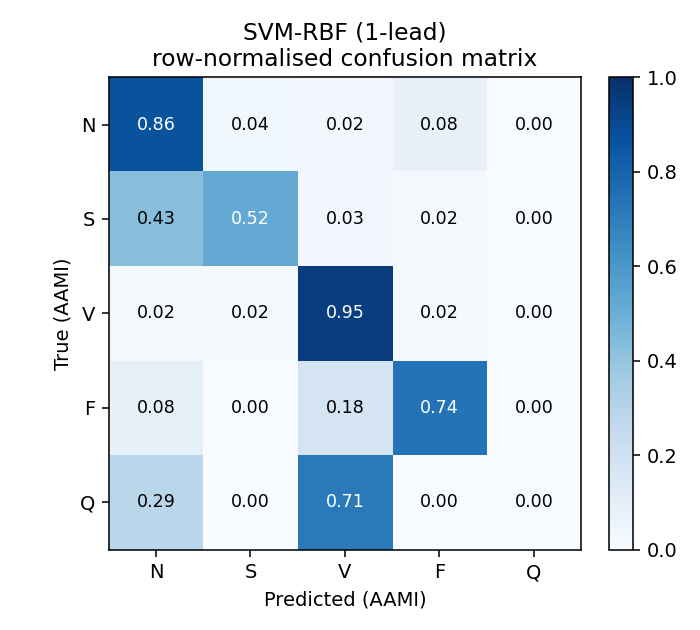 SVM-RBF (1-lead)
row-normalised confusion matrix
N 0.86 0.04 0.02 0.08 0.00
S 0.43 0.52 0.03 0.02 0.00
V 0.02 0.02 0.95 0.02 0.00
F 0.08 0.00 0.18 0.74 0.00
Q 0.29 0.00 0.71 0.00 0.00
N S V F Q
Predicted (AAMI)
True (AAMI)
1.0
0.8
0.6
0.4
0.2
0.0